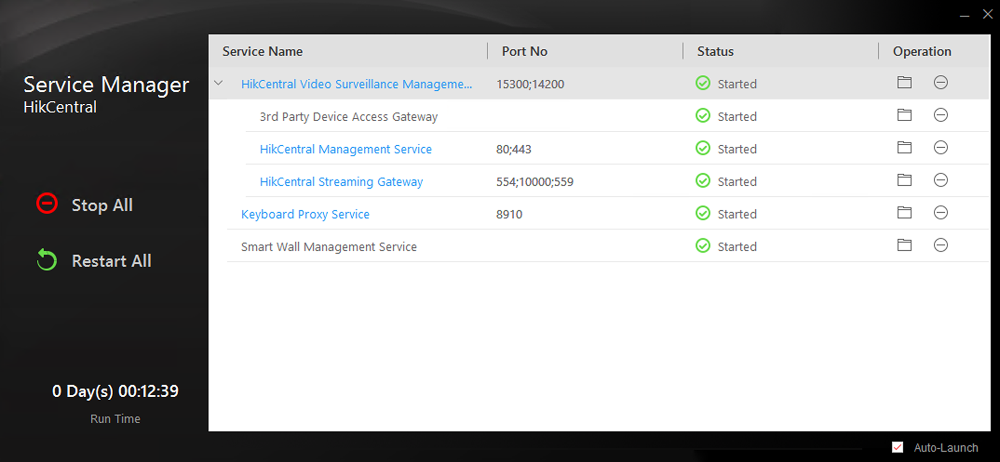 Service Manager
HikCentral
Stop All
Restart All
0 Day(s) 00:12:39
Run Time
Service Name Port No Status Operation
HikCentral Video Surveillance Manageme... 15300;14200 Started
3rd Party Device Access Gateway Started
HikCentral Management Service 80;443 Started
HikCentral Streaming Gateway 554;10000;559 Started
Keyboard Proxy Service 8910 Started
Smart Wall Management Service Started
Auto-Launch